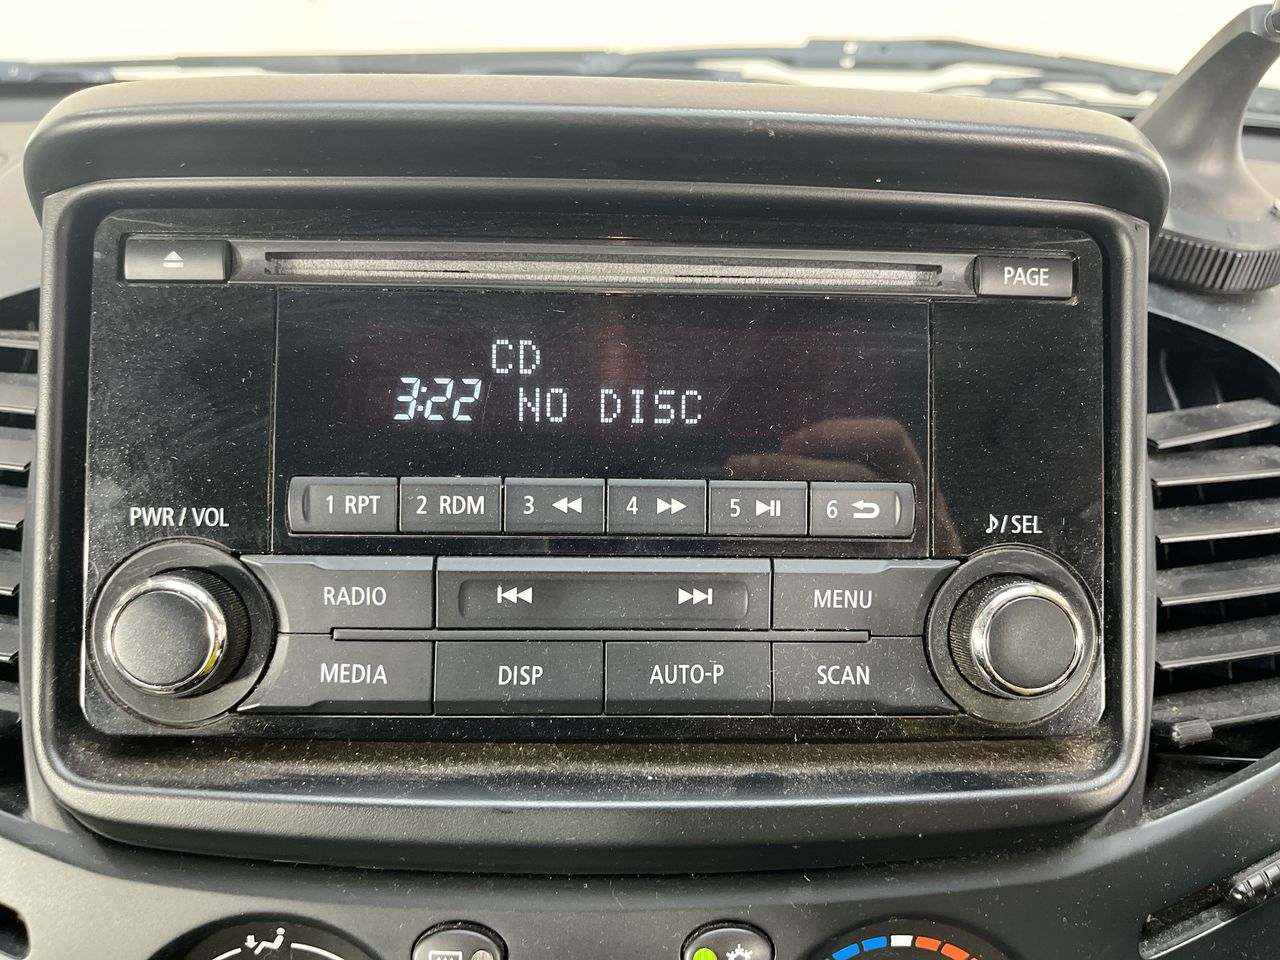 PAGE
CD
3:22 NO DISC
1 RPT 2 RDM 3 4 5 6
PWR / VOL
/ SEL
RADIO
MENU
MEDIA
DISP
AUTO-P
SCAN